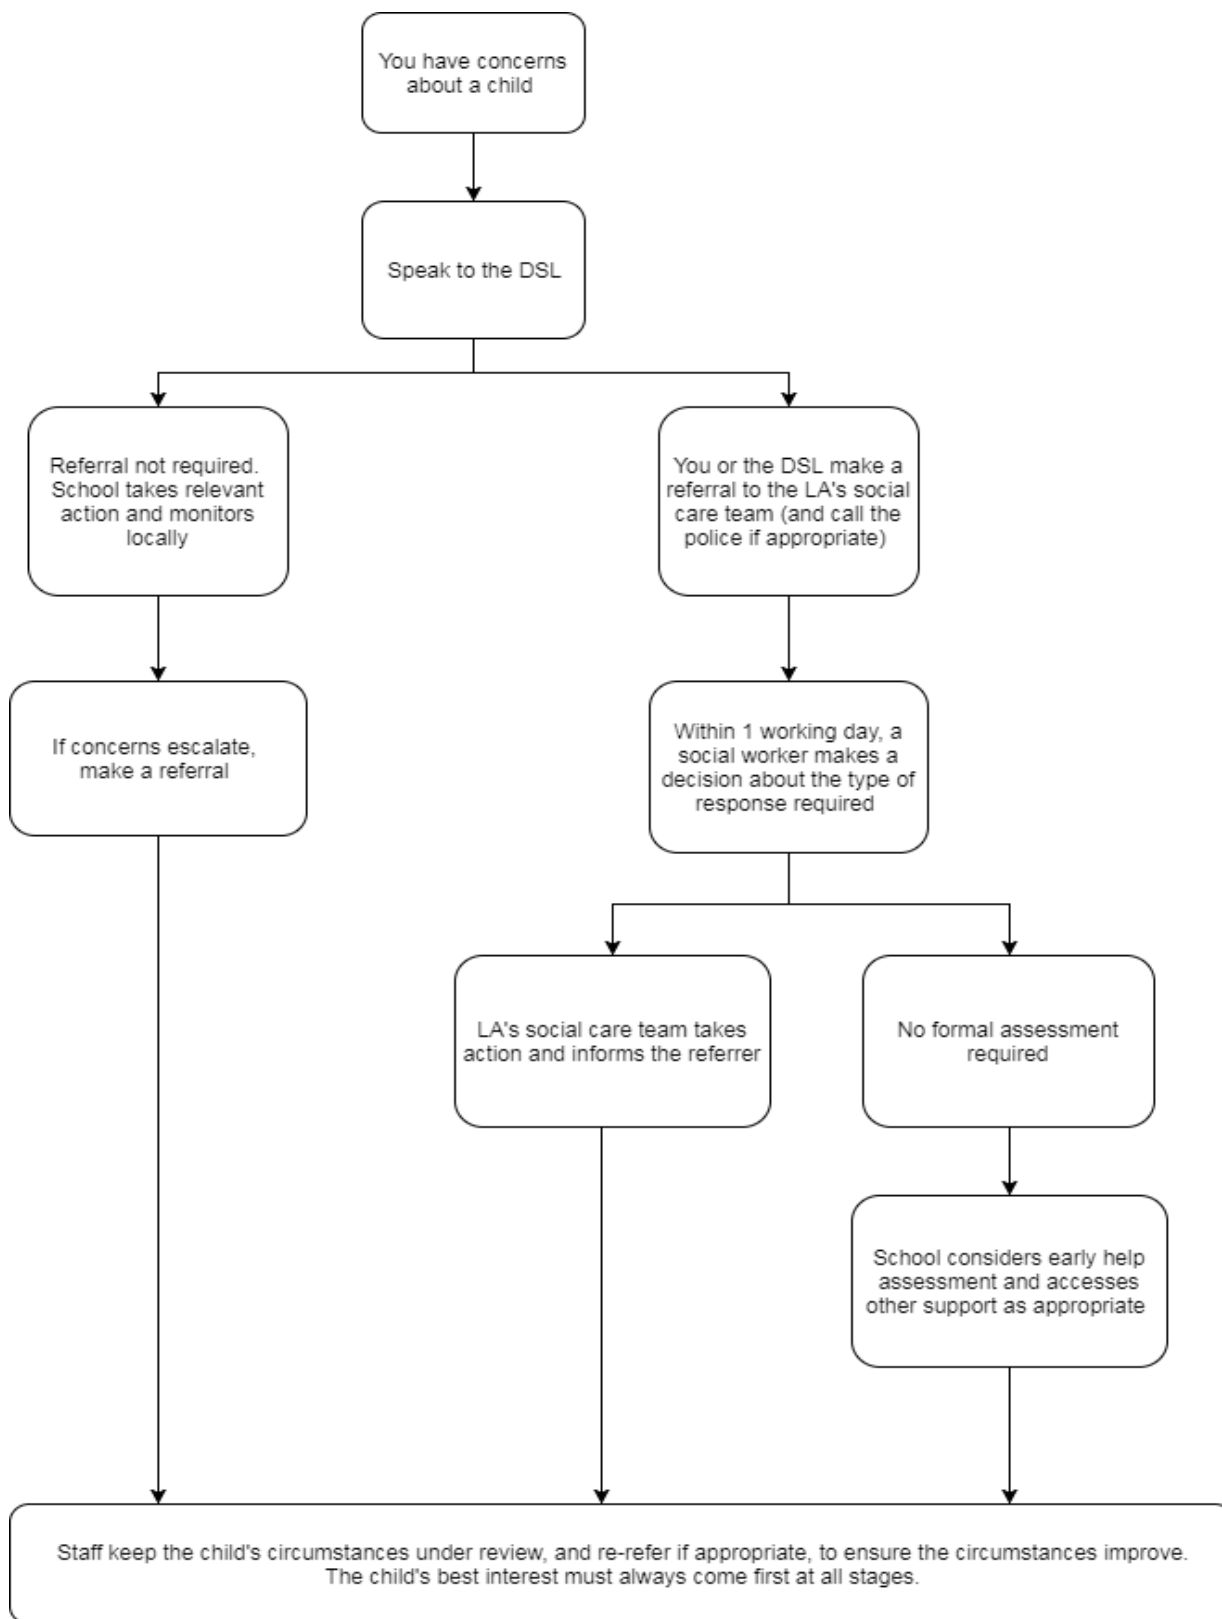 You have concerns
about a child
Speak to the DSL
Referral not required.
School takes relevant
action and monitors
locally
You or the DSL make a
referral to the LA's social
care team (and call the
police if appropriate)
If concerns escalate,
make a referral
Within 1 working day, a
social worker makes a
decision about the type of
response required
LA's social care team takes
action and informs the referrer
No formal assessment
required
School considers early help
assessment and accesses
other support as appropriate
Staff keep the child's circumstances under review, and re-refer if appropriate, to ensure the circumstances improve.
The child's best interest must always come first at all stages.